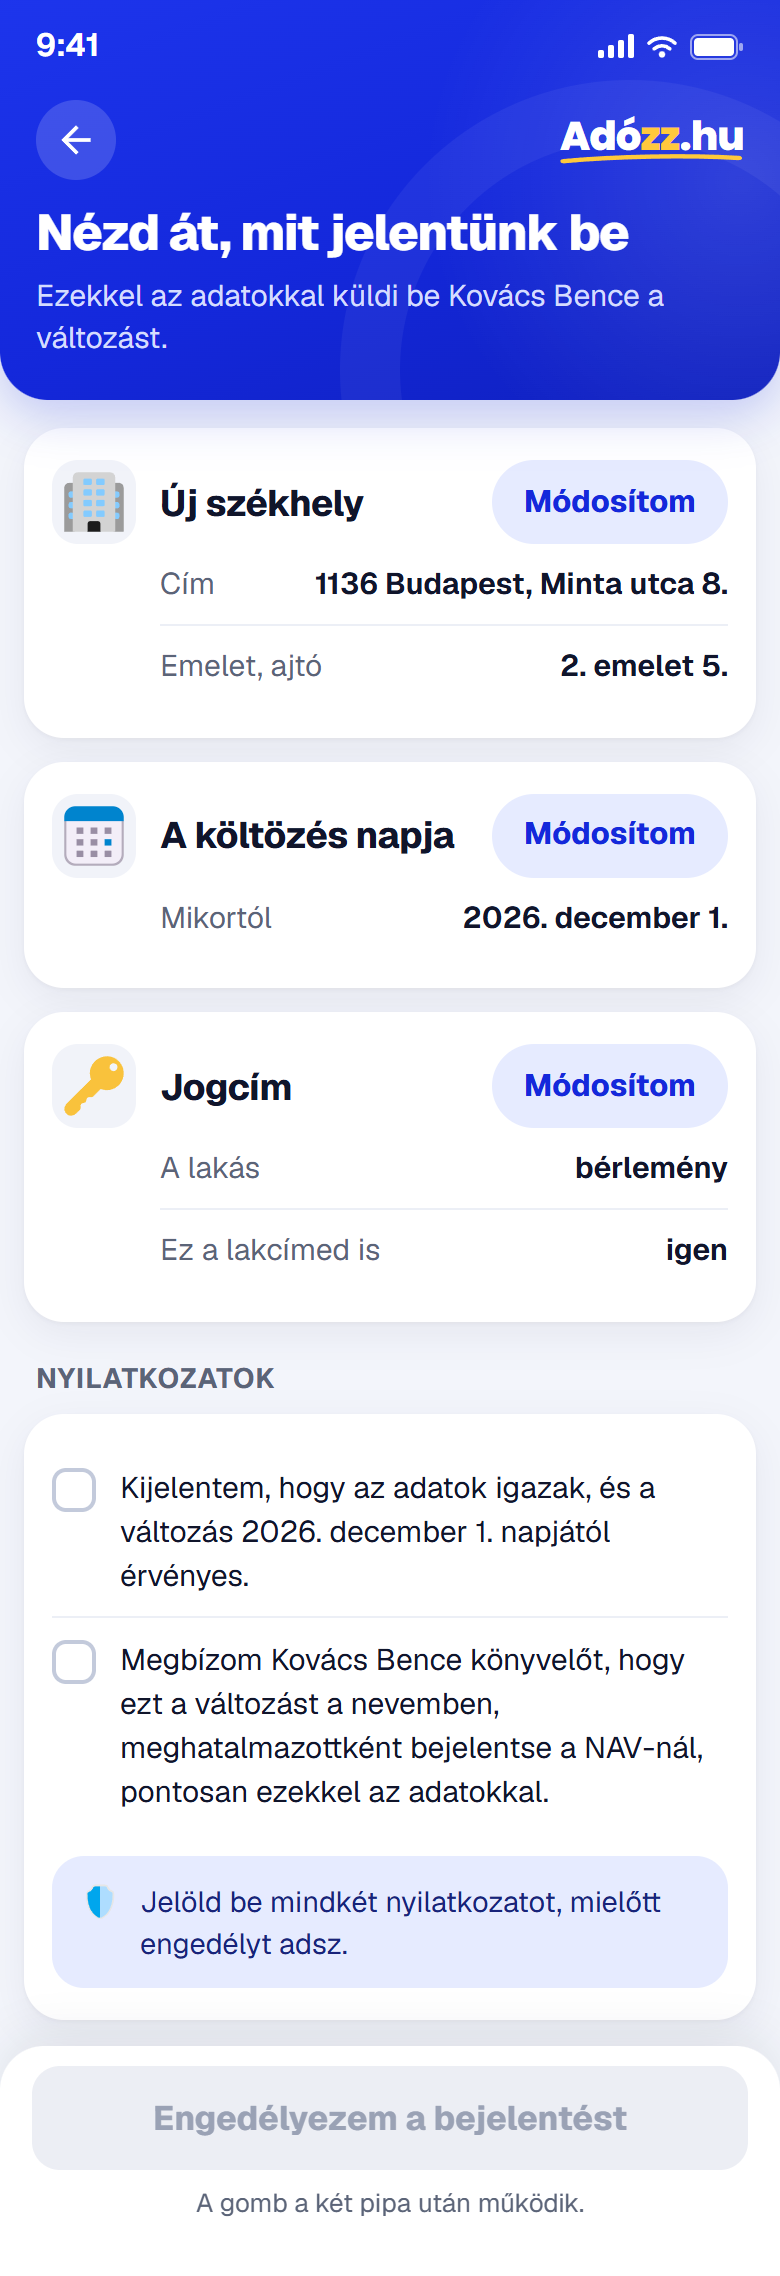 9:41
Adózz.hu
Nézd át, mit jelentünk be
Ezekkel az adatokkal küldi be Kovács Bence a
változást.
Új székhely
Módosítom
Cím
1136 Budapest, Minta utca 8.
Emelet, ajtó
2. emelet 5.
A költözés napja
Módosítom
Mikortól
2026. december 1.
Jogcím
Módosítom
A lakás
bérlemény
Ez a lakcímed is
igen
NYILATKOZATOK
Kijelentem, hogy az adatok igazak, és a
változás 2026. december 1. napjától
érvényes.
Megbízom Kovács Bence könyvelőt, hogy
ezt a változást a nevemben,
meghatalmazottként bejelentse a NAV-nál,
pontosan ezekkel az adatokkal.
Jelöld be mindkét nyilatkozatot, mielőtt
engedélyt adsz.
Engedélyezem a bejelentést
A gomb a két pipa után működik.